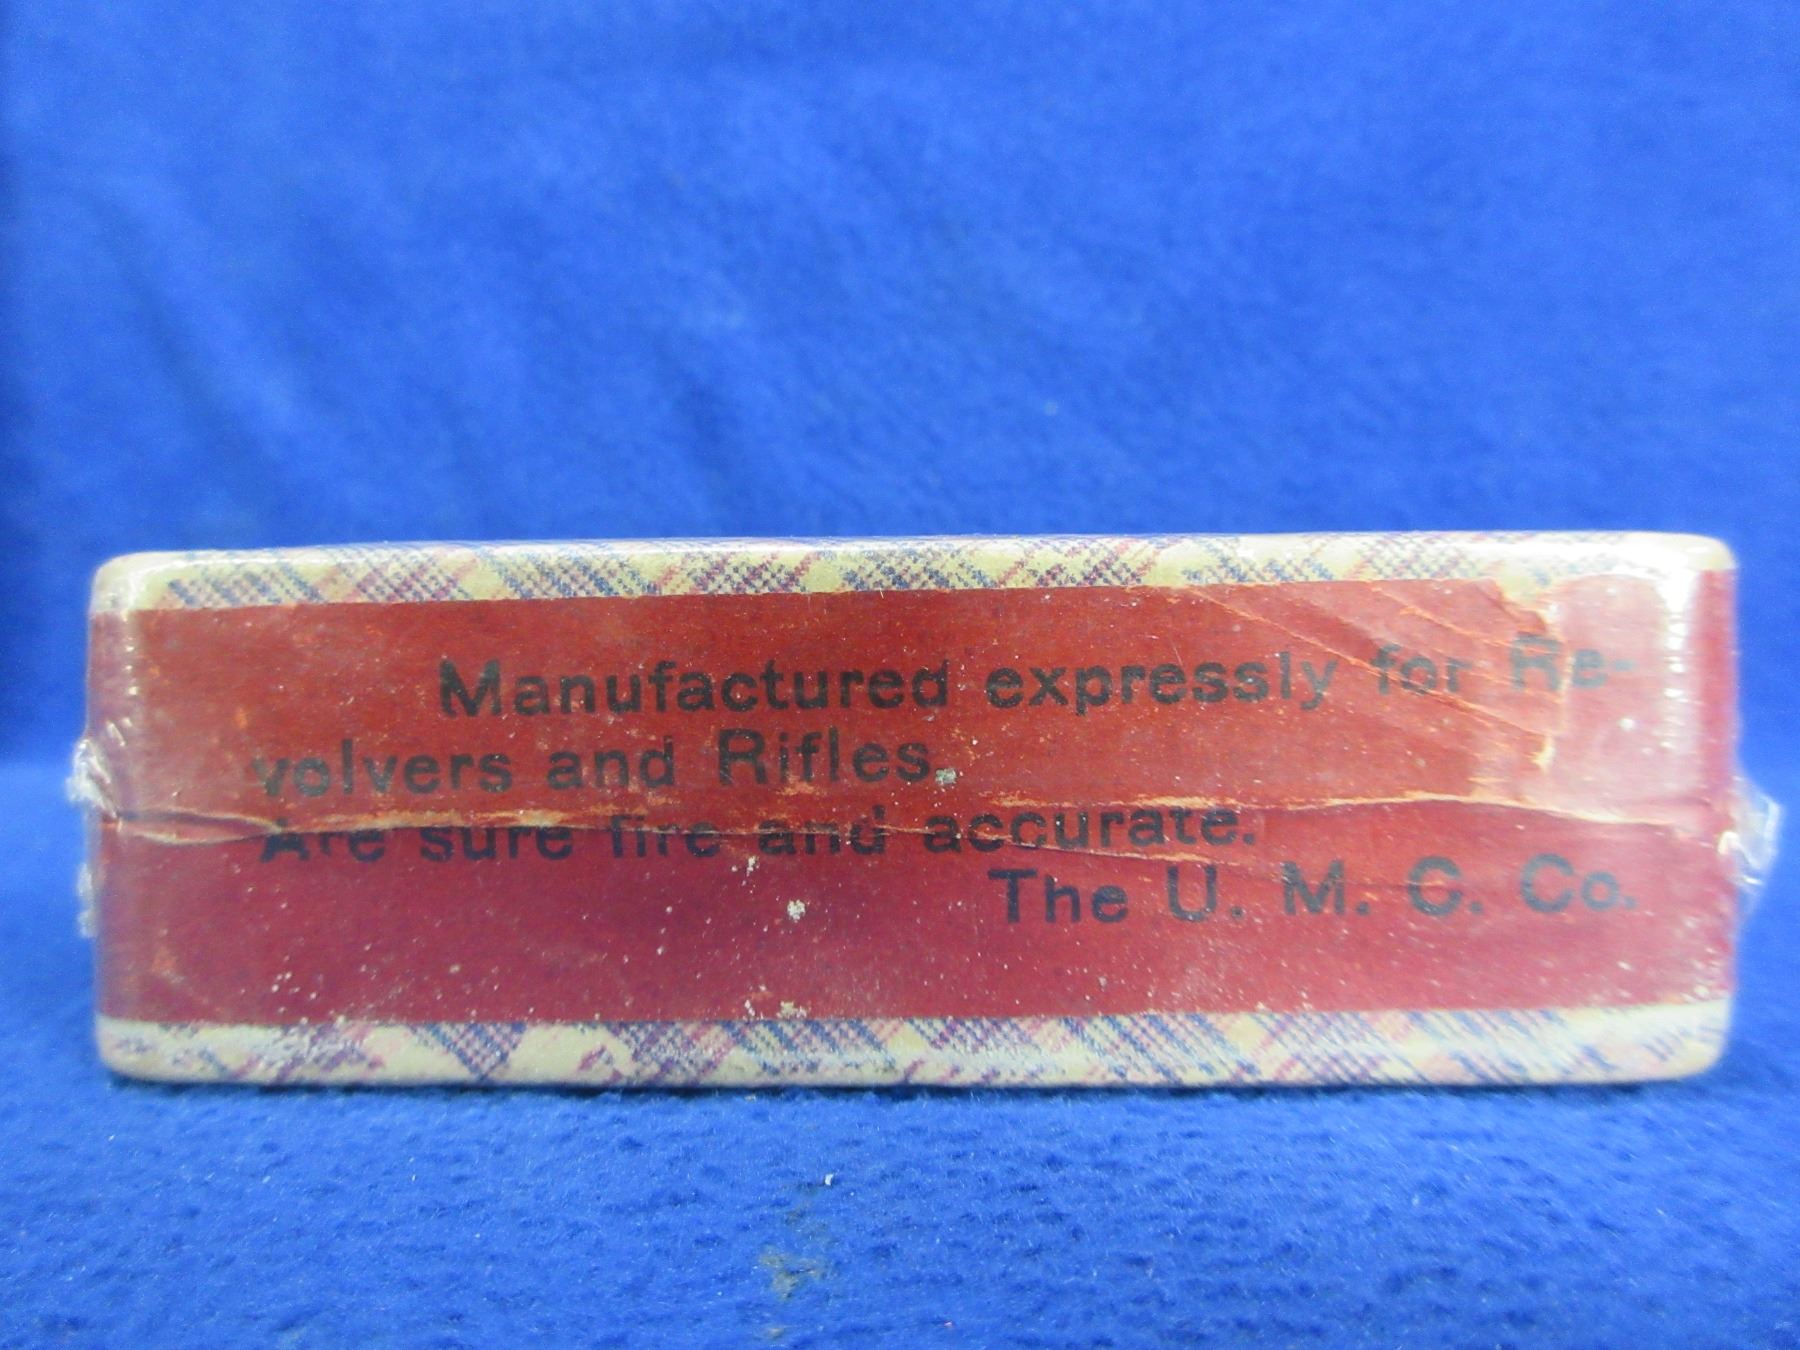 Manufactured expressly for Re-
volvers and Rifles.
Are sure fire and accurate.
The U. M. C. Co.